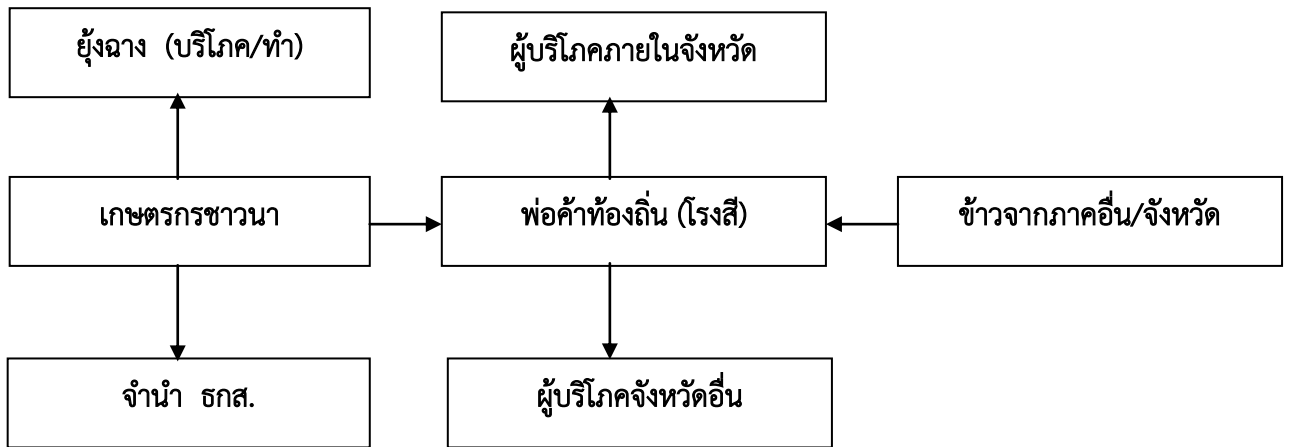 ยุ้งฉาง (บริโภค/ทำ)
ผู้บริโภคภายในจังหวัด
เกษตรกรชาวนา
พ่อค้าท้องถิ่น (โรงสี)
ข้าวจากภาคอื่น/จังหวัด
จำนำ ธกส.
ผู้บริโภคจังหวัดอื่น